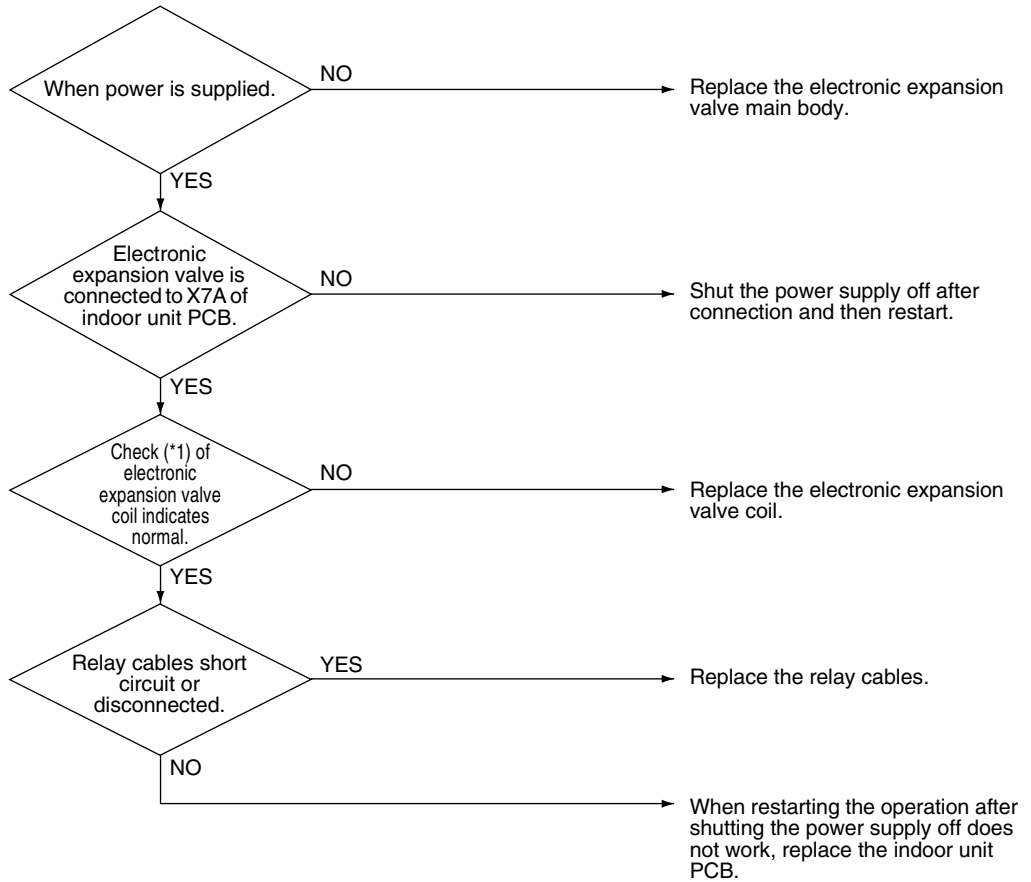 When power is supplied.
NO
Replace the electronic expansion
valve main body.
YES
Electronic
expansion valve is
connected to X7A of
indoor unit PCB.
NO
Shut the power supply off after
connection and then restart.
YES
Check (*1) of
electronic
expansion valve
coil indicates
normal.
NO
Replace the electronic expansion
valve coil.
YES
Relay cables short
circuit or
disconnected.
YES
Replace the relay cables.
NO
When restarting the operation after
shutting the power supply off does
not work, replace the indoor unit
PCB.